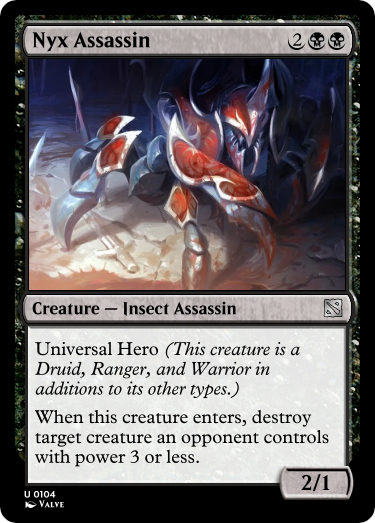 Nyx Assassin 2
Creature — Insect Assassin
Universal Hero (This creature is a
Druid, Ranger, and Warrior in
additions to its other types.)
When this creature enters, destroy
target creature an opponent controls
with power 3 or less.
2/1
U 0104
Valve